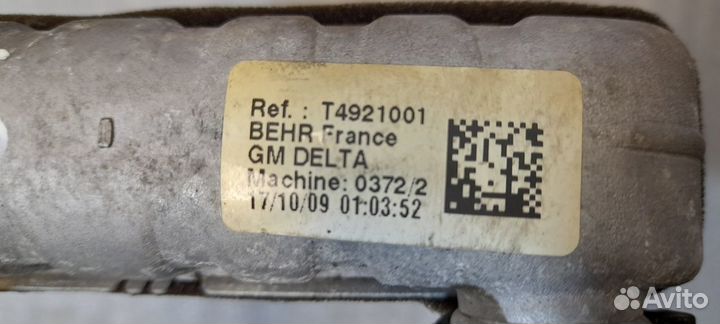 Ref. : T4921001
BEHR France
GM DELTA
Machine: 0372/2
17/10/09 01:03:52
Avito